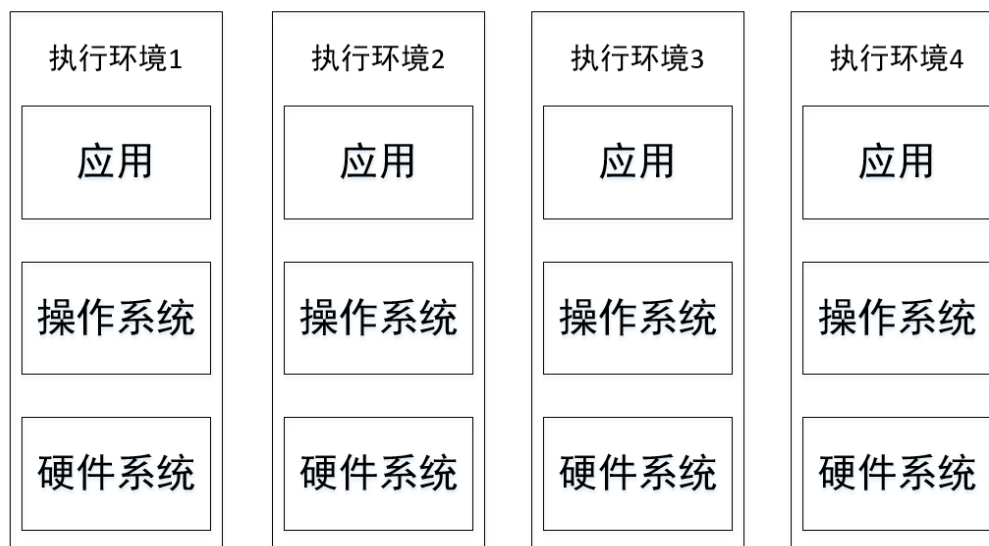 执行环境1
应用
操作系统
硬件系统
执行环境2
应用
操作系统
硬件系统
执行环境3
应用
操作系统
硬件系统
执行环境4
应用
操作系统
硬件系统